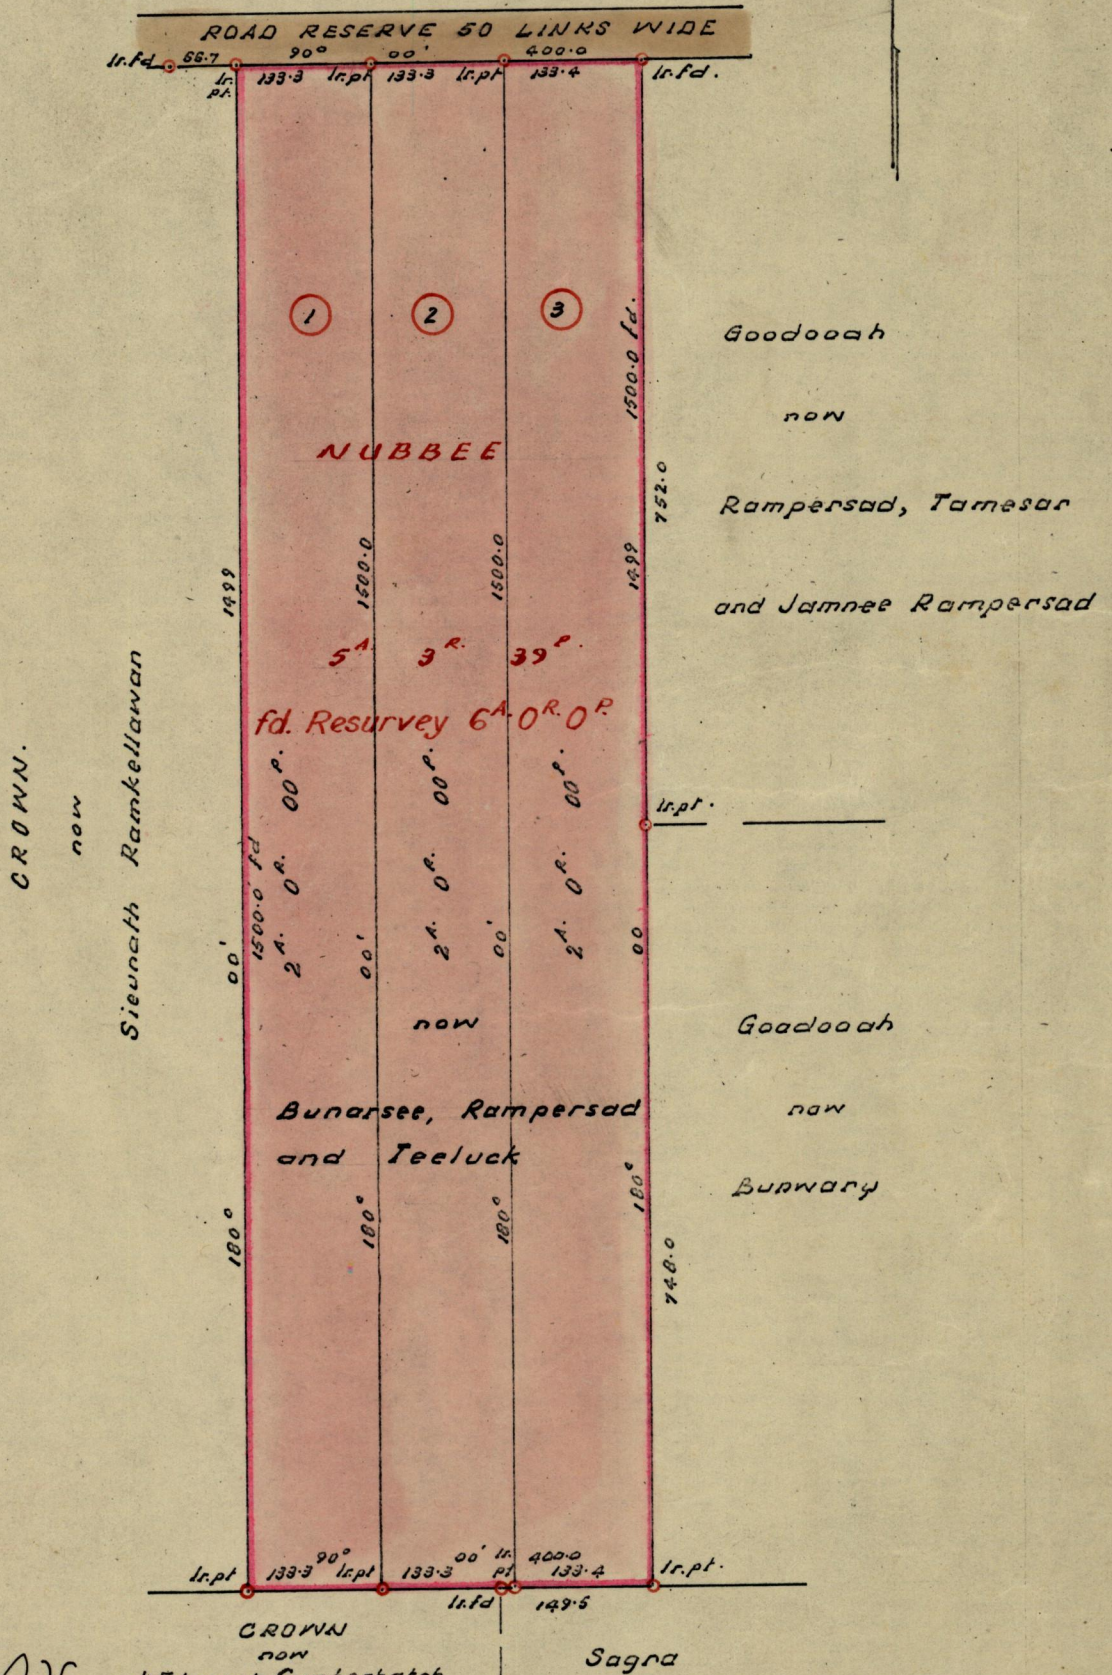 ROAD RESERVE 50 LINKS WIDE
Ir.fd 66.7 90° 00' 400.0
Ir. pt. 133.3 Ir.pt 133.3 Ir.pt 133.4 Ir.fd.
1 2 3
1500.0 fd.
Goodooah
now
NUBBEE
752.0
Rampersad, Tamesar
1499 1500.0 1500.0 1499
and Jamnee Rampersad
5A. 3R. 39P.
fd. Resurvey 6A. 0R. 0P.
CROWN.
now
Sieunath Ramkellawan
2A. 0R. 00P.
2A. 0R. 00P.
2A. 0R. 00P.
Ir.pt.
1500.0 fd
00' 00' 00' 00
now
Goodooah
Bunarsee, Rampersad
now
and Teeluck
Bunwary
180° 180° 180° 180°
748.0
90° 00' 400.0
Ir.pt 133.3 Ir.pt 133.3 Ir. pt 133.4 Ir.pt.
Ir.fd 149.5
CROWN
now
Sagra